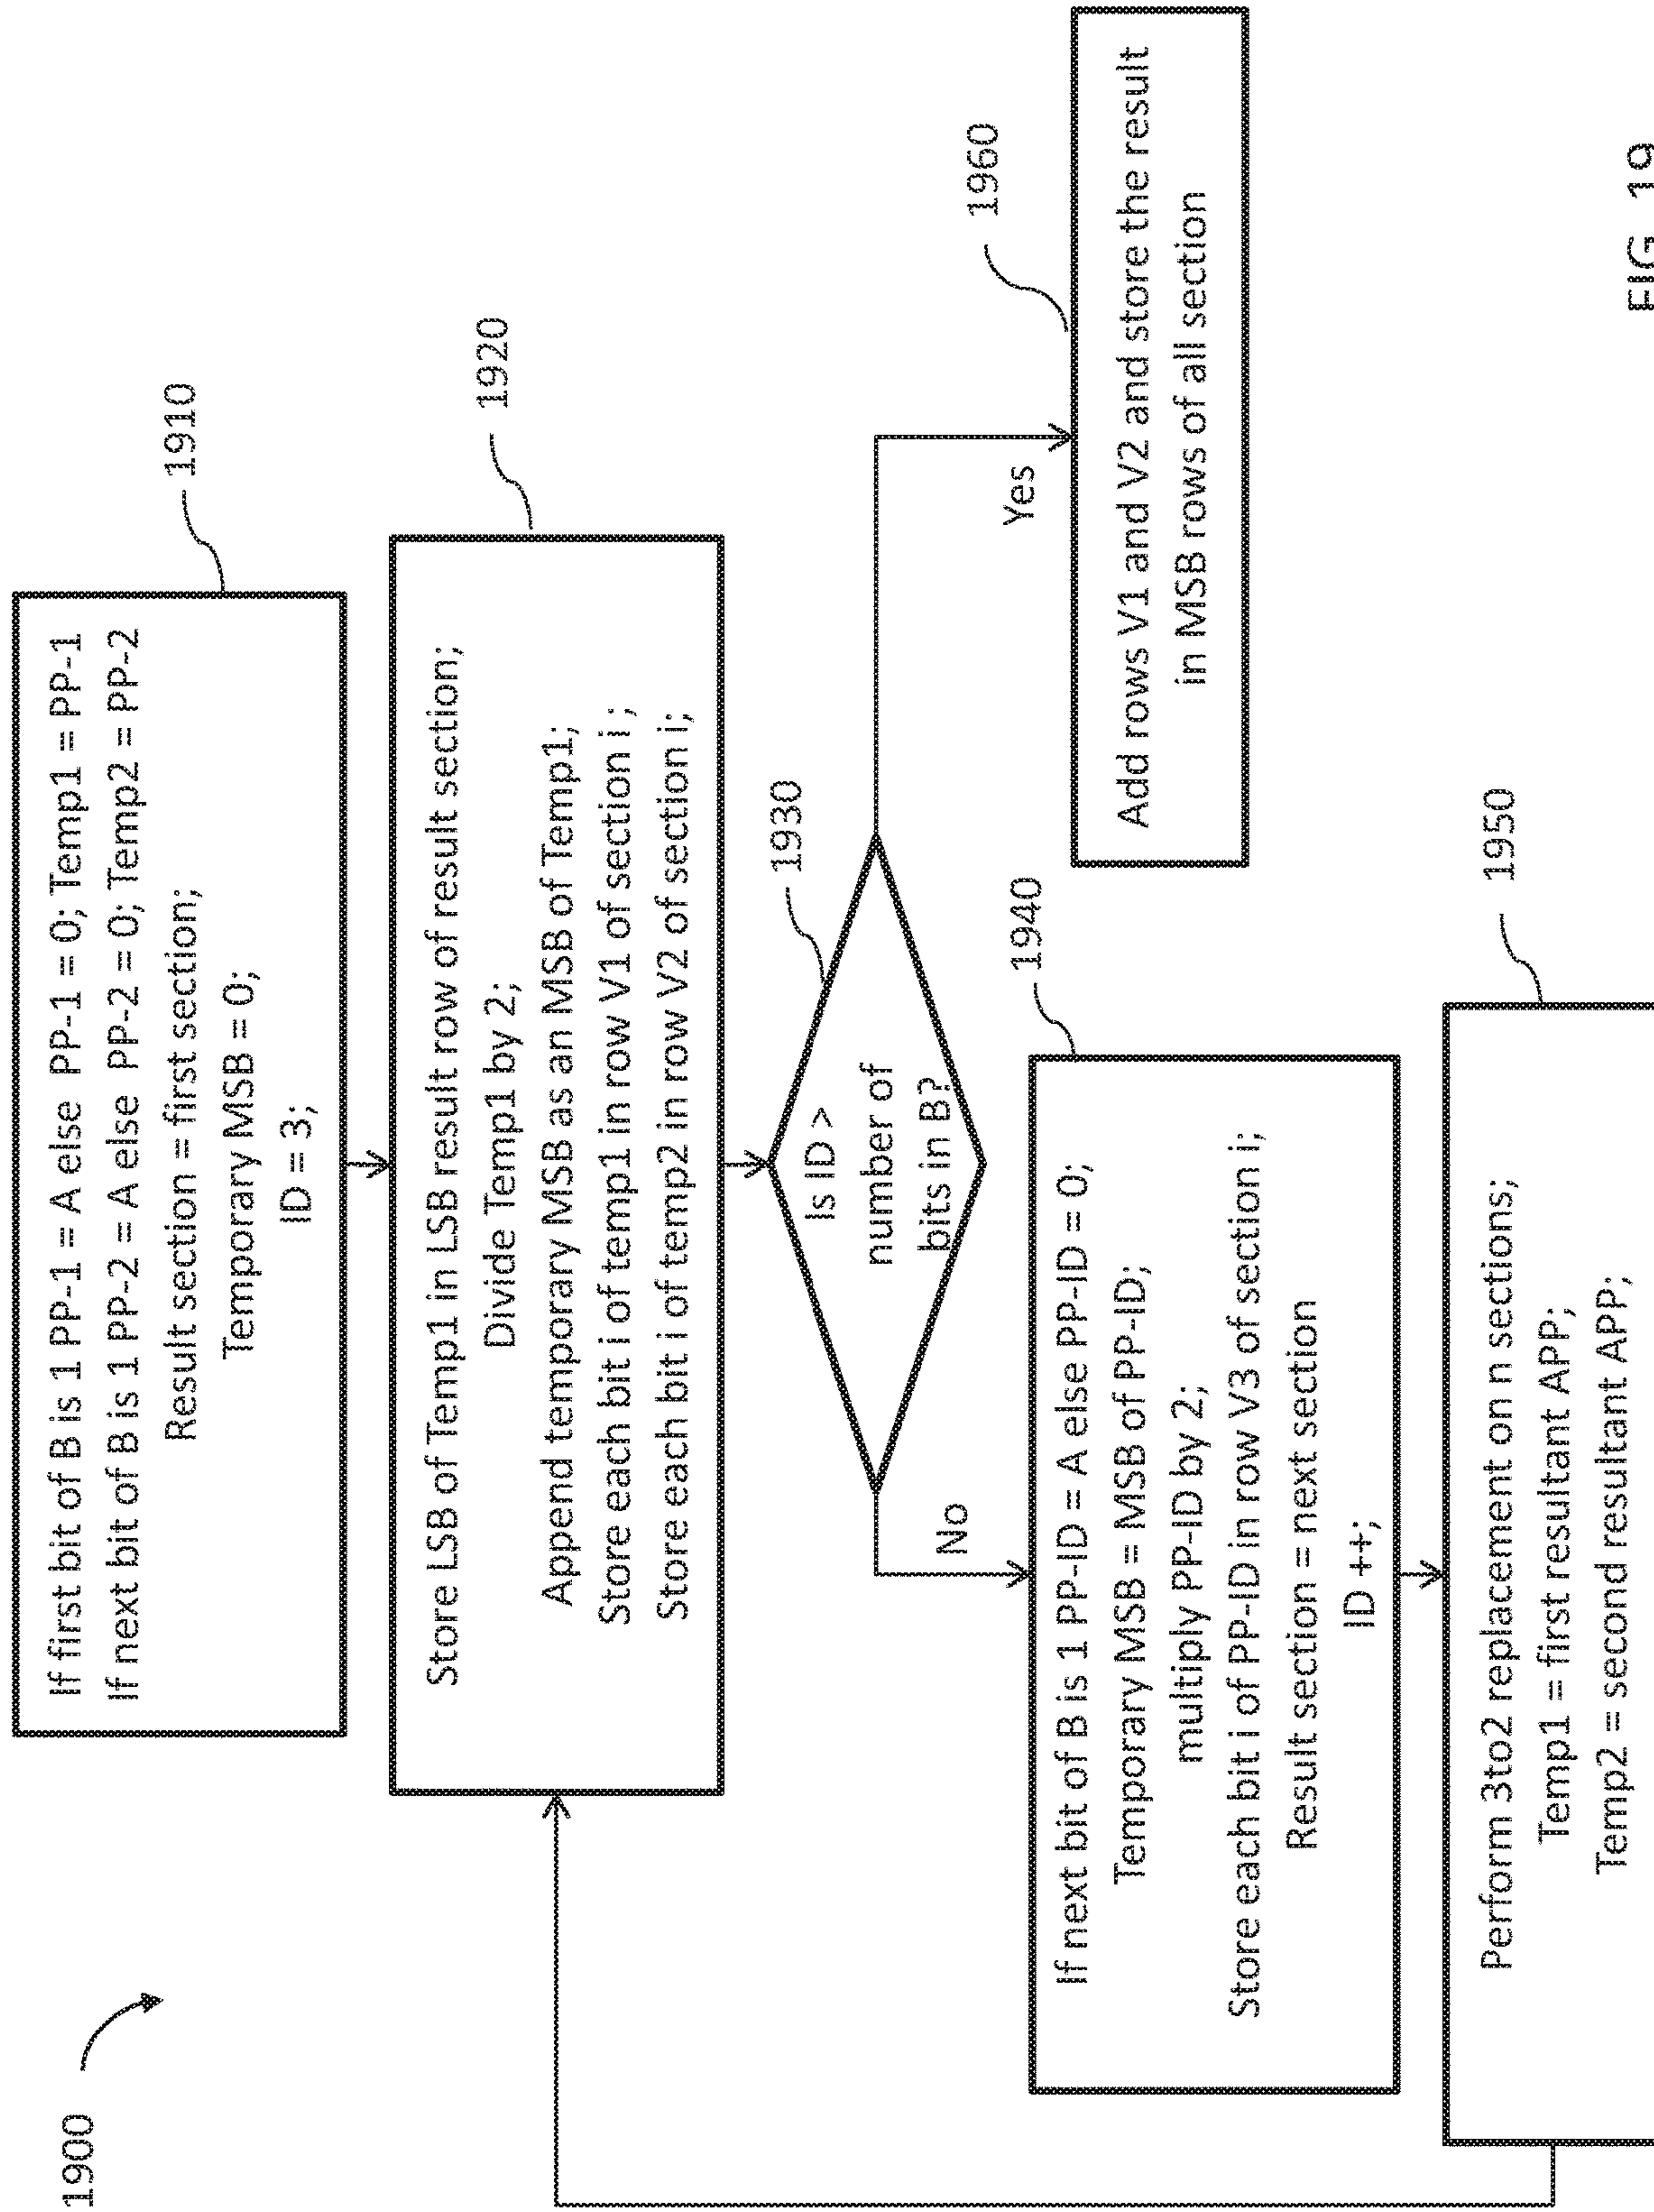 1900
If first bit of B is 1 PP-1 = A else PP-1 = 0; Temp1 = PP-1
If next bit of B is 1 PP-2 = A else PP-2 = 0; Temp2 = PP-2
Result section = first section;
Temporary MSB = 0;
ID = 3;
1910
Store LSB of Temp1 in LSB result row of result section;
Divide Temp1 by 2;
Append temporary MSB as an MSB of Temp1;
Store each bit i of temp1 in row V1 of section i ;
Store each bit i of temp2 in row V2 of section i;
1920
Is ID >
number of
bits in B?
1930
No
Yes
If next bit of B is 1 PP-ID = A else PP-ID = 0;
Temporary MSB = MSB of PP-ID;
multiply PP-ID by 2;
Store each bit i of PP-ID in row V3 of section i;
Result section = next section
ID ++;
1940
Add rows V1 and V2 and store the result
in MSB rows of all section
1960
Perform 3to2 replacement on n sections;
Temp1 = first resultant APP;
Temp2 = second resultant APP;
1950
FIG. 19